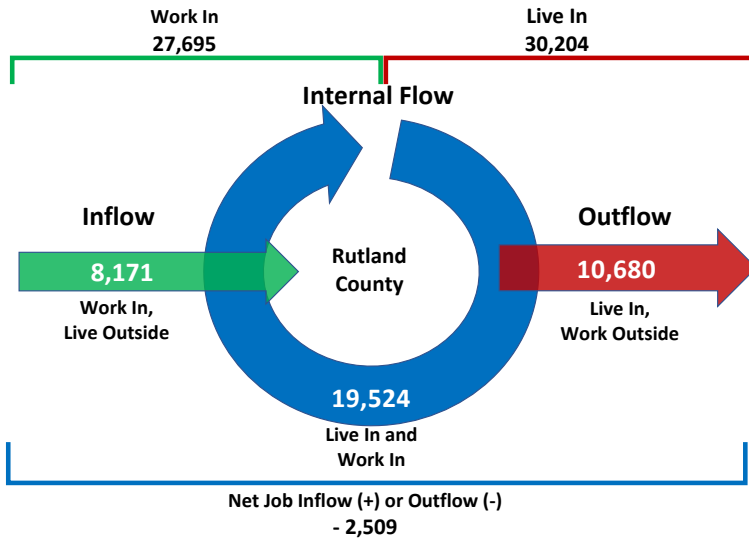 Work In
27,695
Live In
30,204
Internal Flow
Inflow
8,171
Work In,
Live Outside
Rutland
County
Outflow
10,680
Live In,
Work Outside
19,524
Live In and
Work In
Net Job Inflow (+) or Outflow (-)
- 2,509